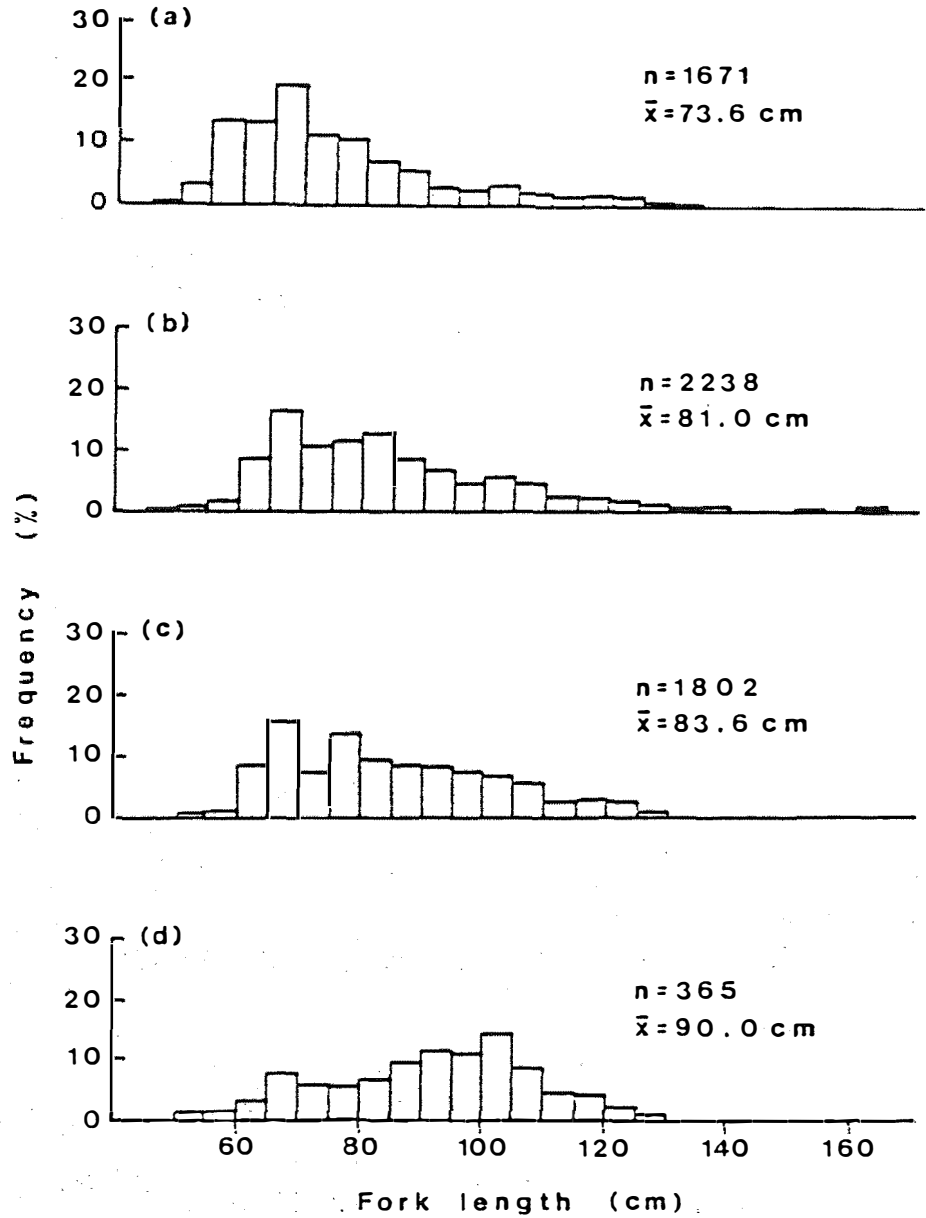 30 (a)
20
10
0
n=1671
x̄=73.6 cm
30 (b)
20
10
0
n=2238
x̄=81.0 cm
Frequency (%)
30 (c)
20
10
0
n=1802
x̄=83.6 cm
30 (d)
20
10
0
n=365
x̄=90.0 cm
60 80 100 120 140 160
Fork length (cm)